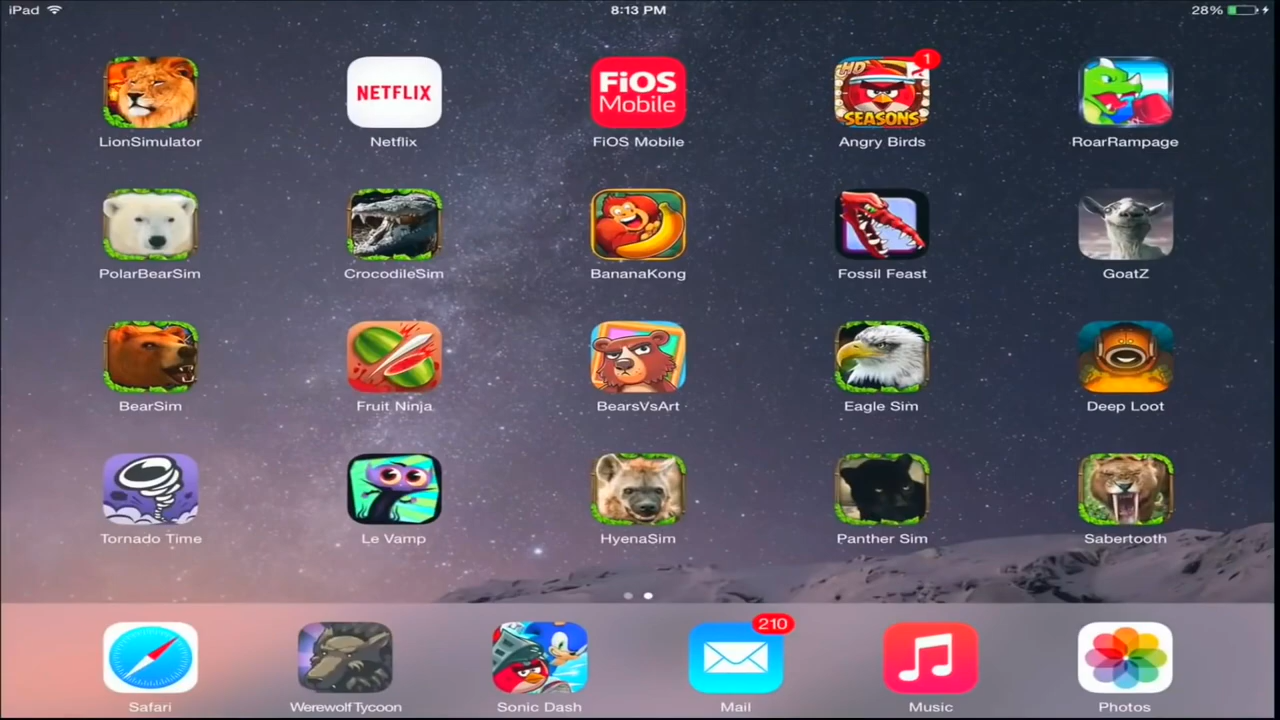 iPad 8:13 PM 28%
NETFLIX
FiOS
Mobile
HD
1
SEASONS
LionSimulator Netflix FiOS Mobile Angry Birds RoarRampage
PolarBearSim CrocodileSim BananaKong Fossil Feast GoatZ
BearSim Fruit Ninja BearsVsArt Eagle Sim Deep Loot
Tornado Time Le Vamp HyenaSim Panther Sim Sabertooth
210
Safari Werewolf Tycoon Sonic Dash Mail Music Photos